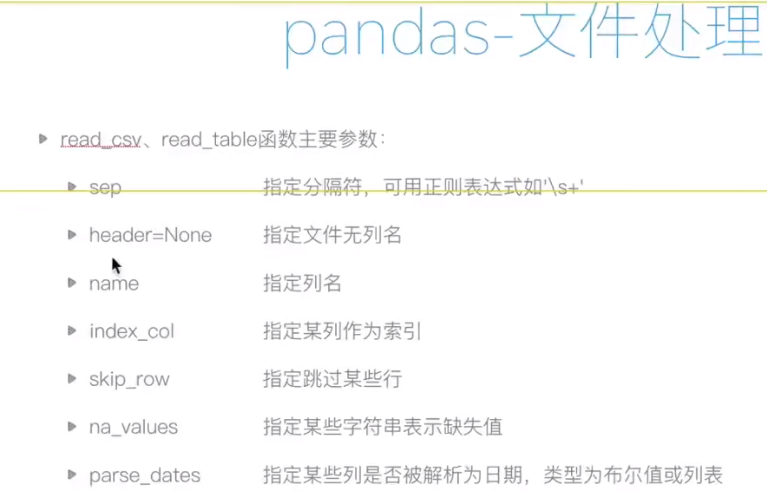 pandas-文件处理
read_csv、read_table函数主要参数：
sep 指定分隔符，可用正则表达式如'\s+'
header=None 指定文件无列名
name 指定列名
index_col 指定某列作为索引
skip_row 指定跳过某些行
na_values 指定某些字符串表示缺失值
parse_dates 指定某些列是否被解析为日期，类型为布尔值或列表